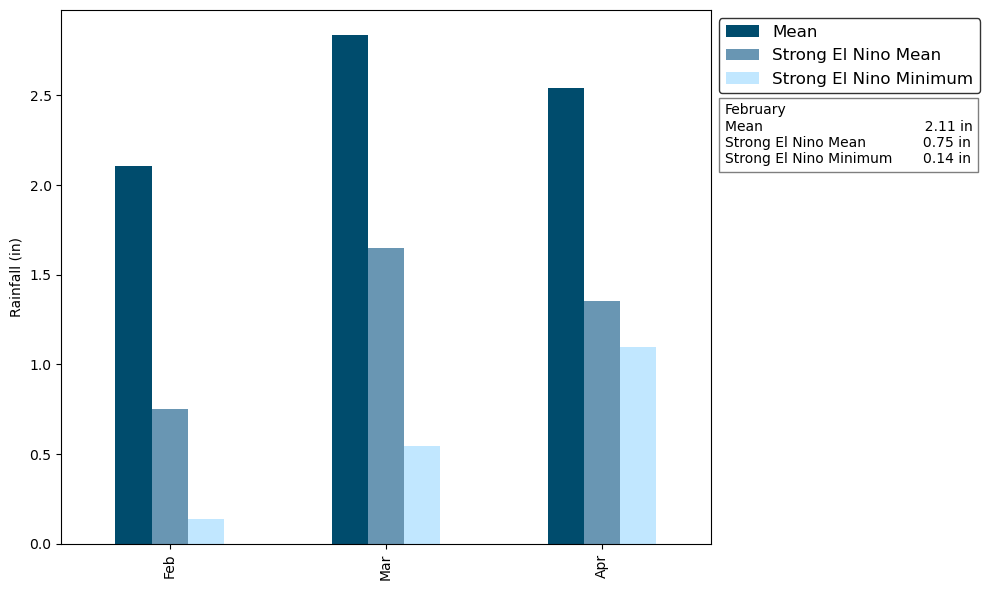 Mean
Strong El Nino Mean
Strong El Nino Minimum
February
Mean 2.11 in
Strong El Nino Mean 0.75 in
Strong El Nino Minimum 0.14 in
Rainfall (in)
2.5
2.0
1.5
1.0
0.5
0.0
Feb
Mar
Apr